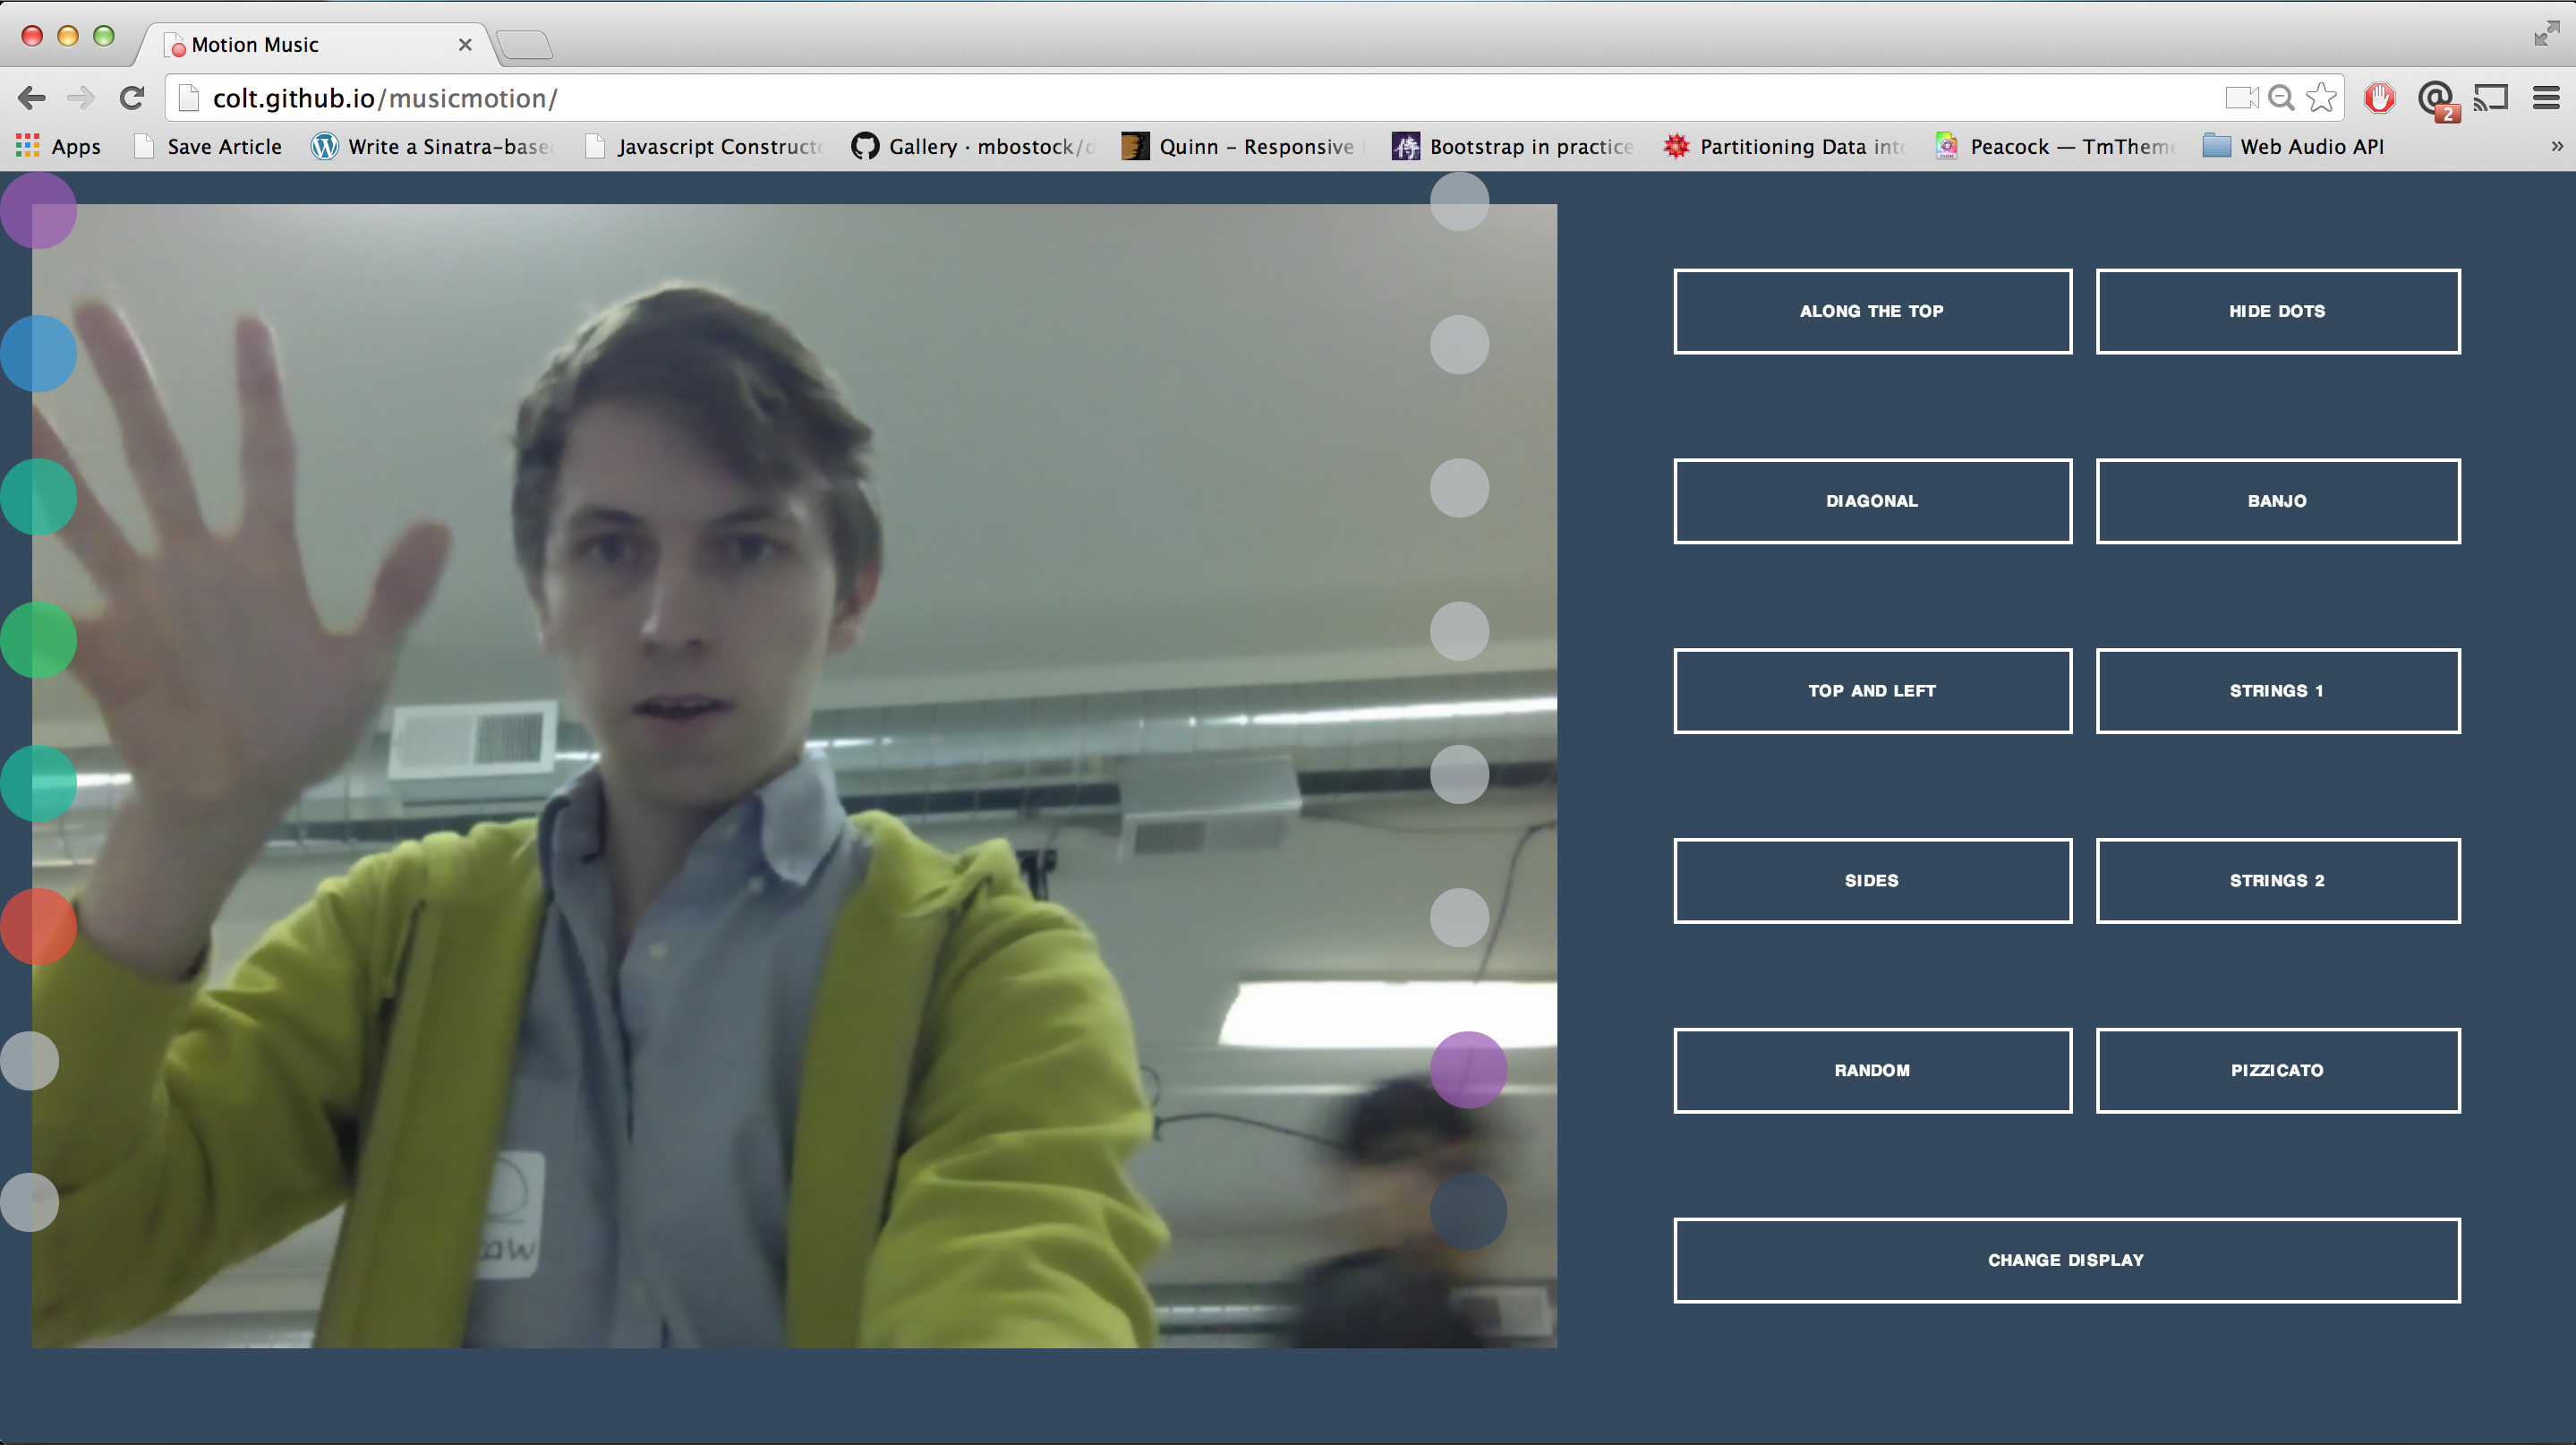 Motion Music
colt.github.io/musicmotion/
2
Apps
Save Article
Write a Sinatra-base
Javascript Constructo
Gallery · mbostock/d
Quinn – Responsive
Bootstrap in practice
Partitioning Data into
Peacock — TmTheme
Web Audio API
»
ALONG THE TOP
HIDE DOTS
DIAGONAL
BANJO
TOP AND LEFT
STRINGS 1
SIDES
STRINGS 2
RANDOM
PIZZICATO
CHANGE DISPLAY